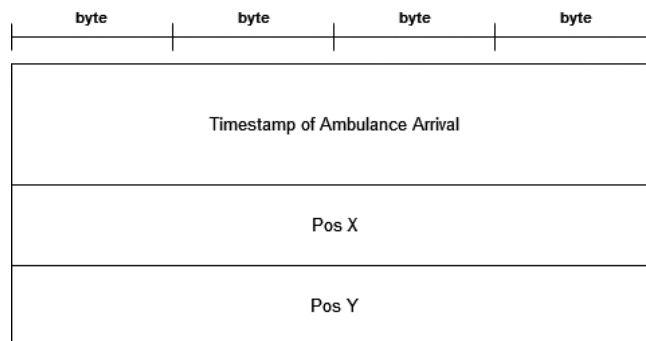 byte byte byte byte
Timestamp of Ambulance Arrival
Pos X
Pos Y